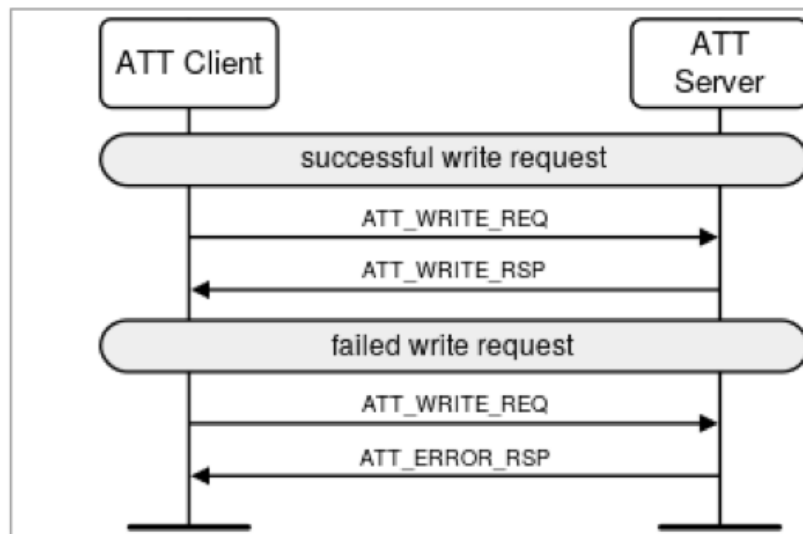 ATT Client
ATT
Server
successful write request
ATT_WRITE_REQ
ATT_WRITE_RSP
failed write request
ATT_WRITE_REQ
ATT_ERROR_RSP